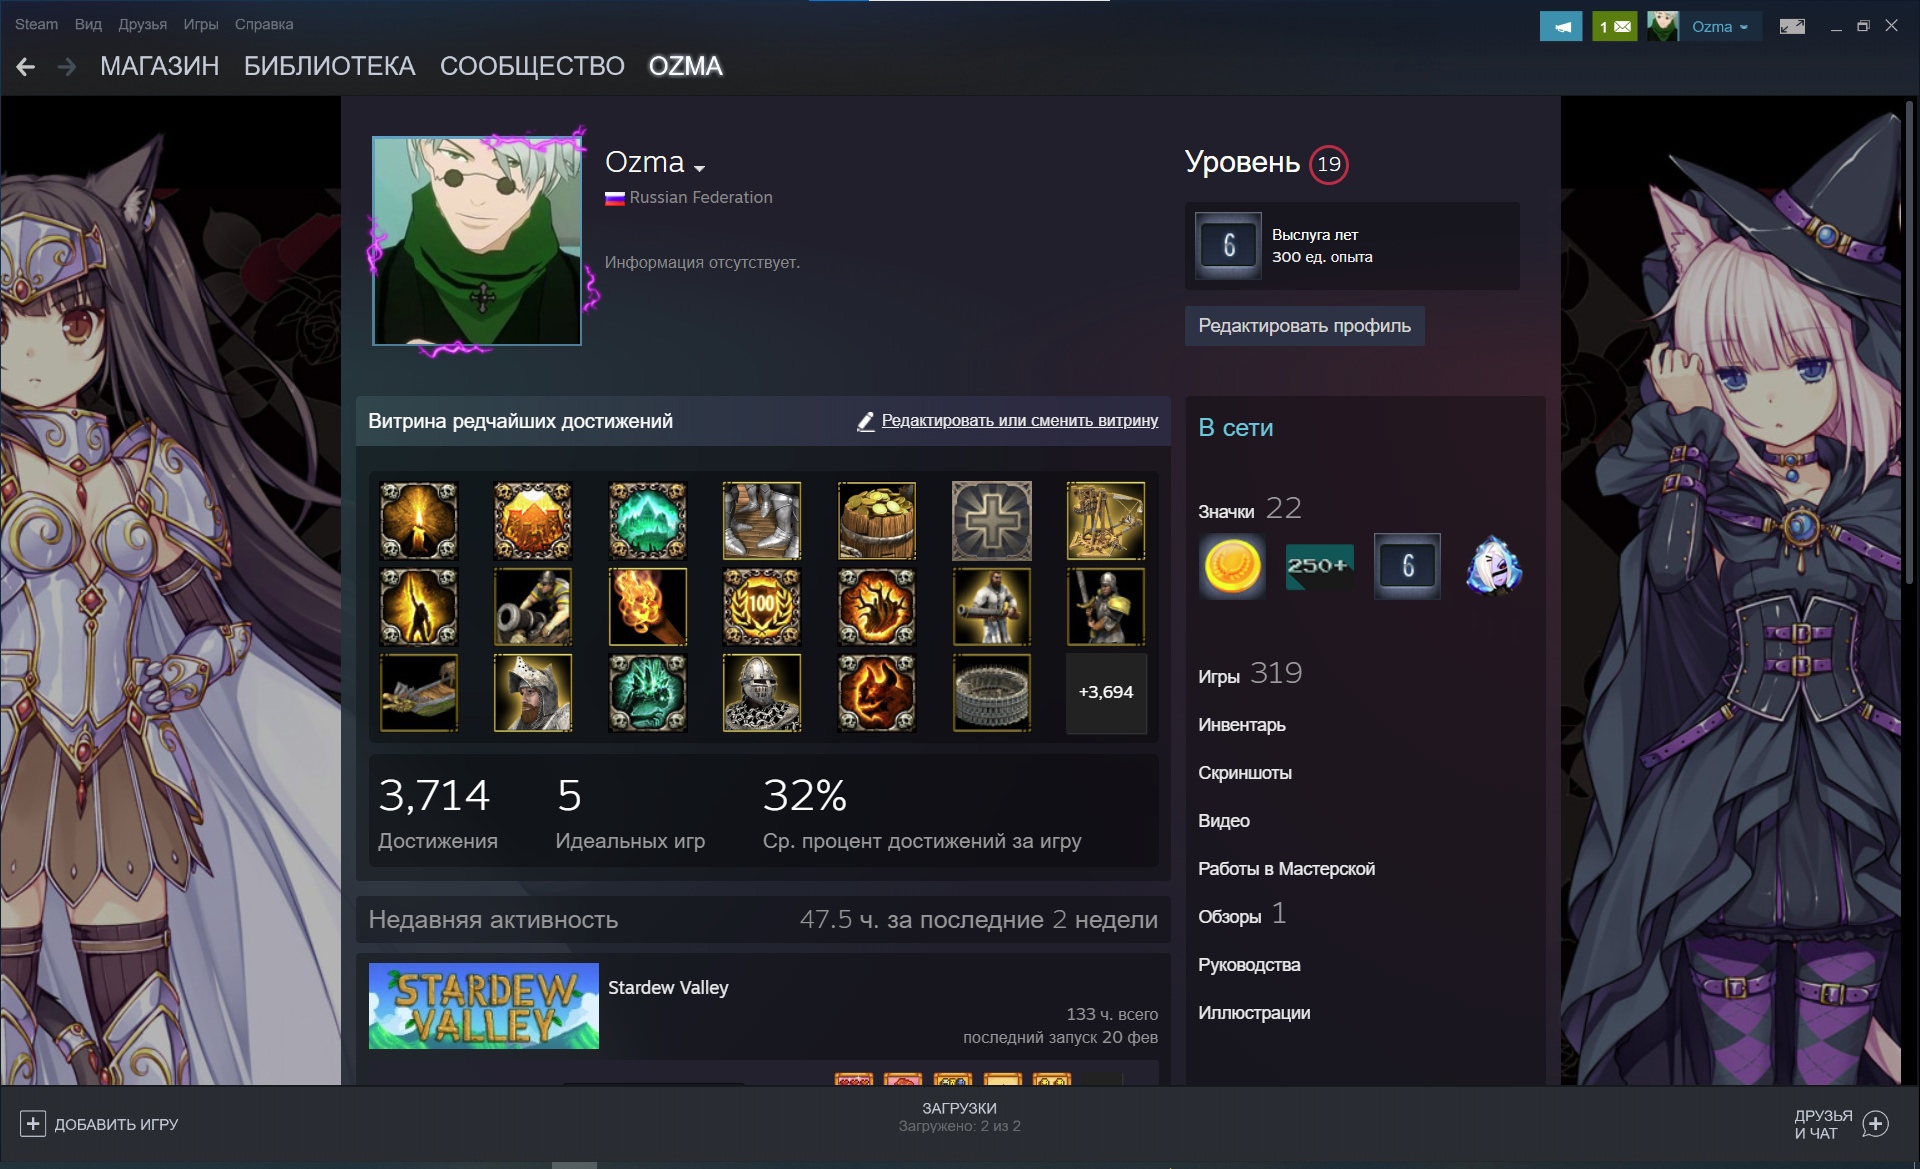 Steam Вид Друзья Игры Справка
1
Ozma
МАГАЗИН БИБЛИОТЕКА СООБЩЕСТВО OZMA
Ozma
Russian Federation
Информация отсутствует.
Уровень 19
6
Выслуга лет
300 ед. опыта
Редактировать профиль
Витрина редчайших достижений
Редактировать или сменить витрину
100
+3,694
3,714
Достижения
5
Идеальных игр
32%
Ср. процент достижений за игру
Недавняя активность
47.5 ч. за последние 2 недели
STARDEW
VALLEY
Stardew Valley
133 ч. всего
последний запуск 20 фев
В сети
Значки 22
250+
6
Игры 319
Инвентарь
Скриншоты
Видео
Работы в Мастерской
Обзоры 1
Руководства
Иллюстрации
ДОБАВИТЬ ИГРУ
ЗАГРУЗКИ
Загружено: 2 из 2
ДРУЗЬЯ
И ЧАТ